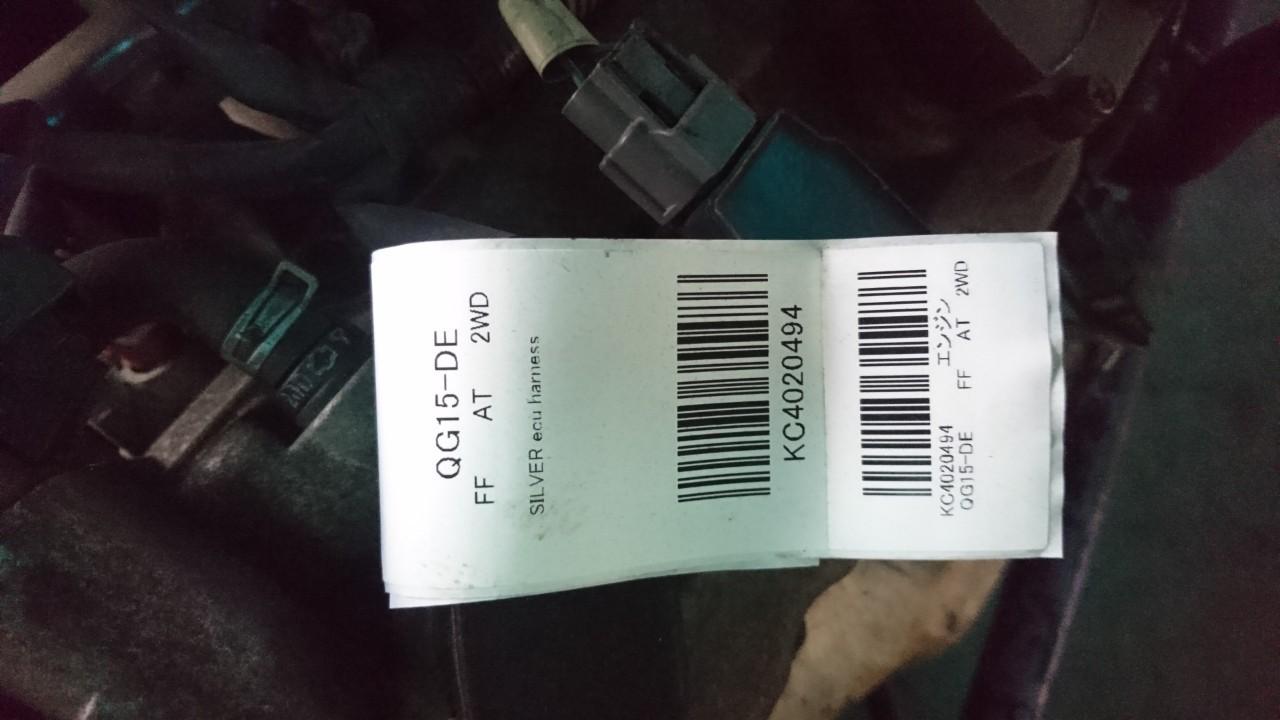 QG15-DE
FF AT 2WD
SILVER ecu harness
KC4020494
KC4020494 エンジン
QG15-DE FF AT 2WD